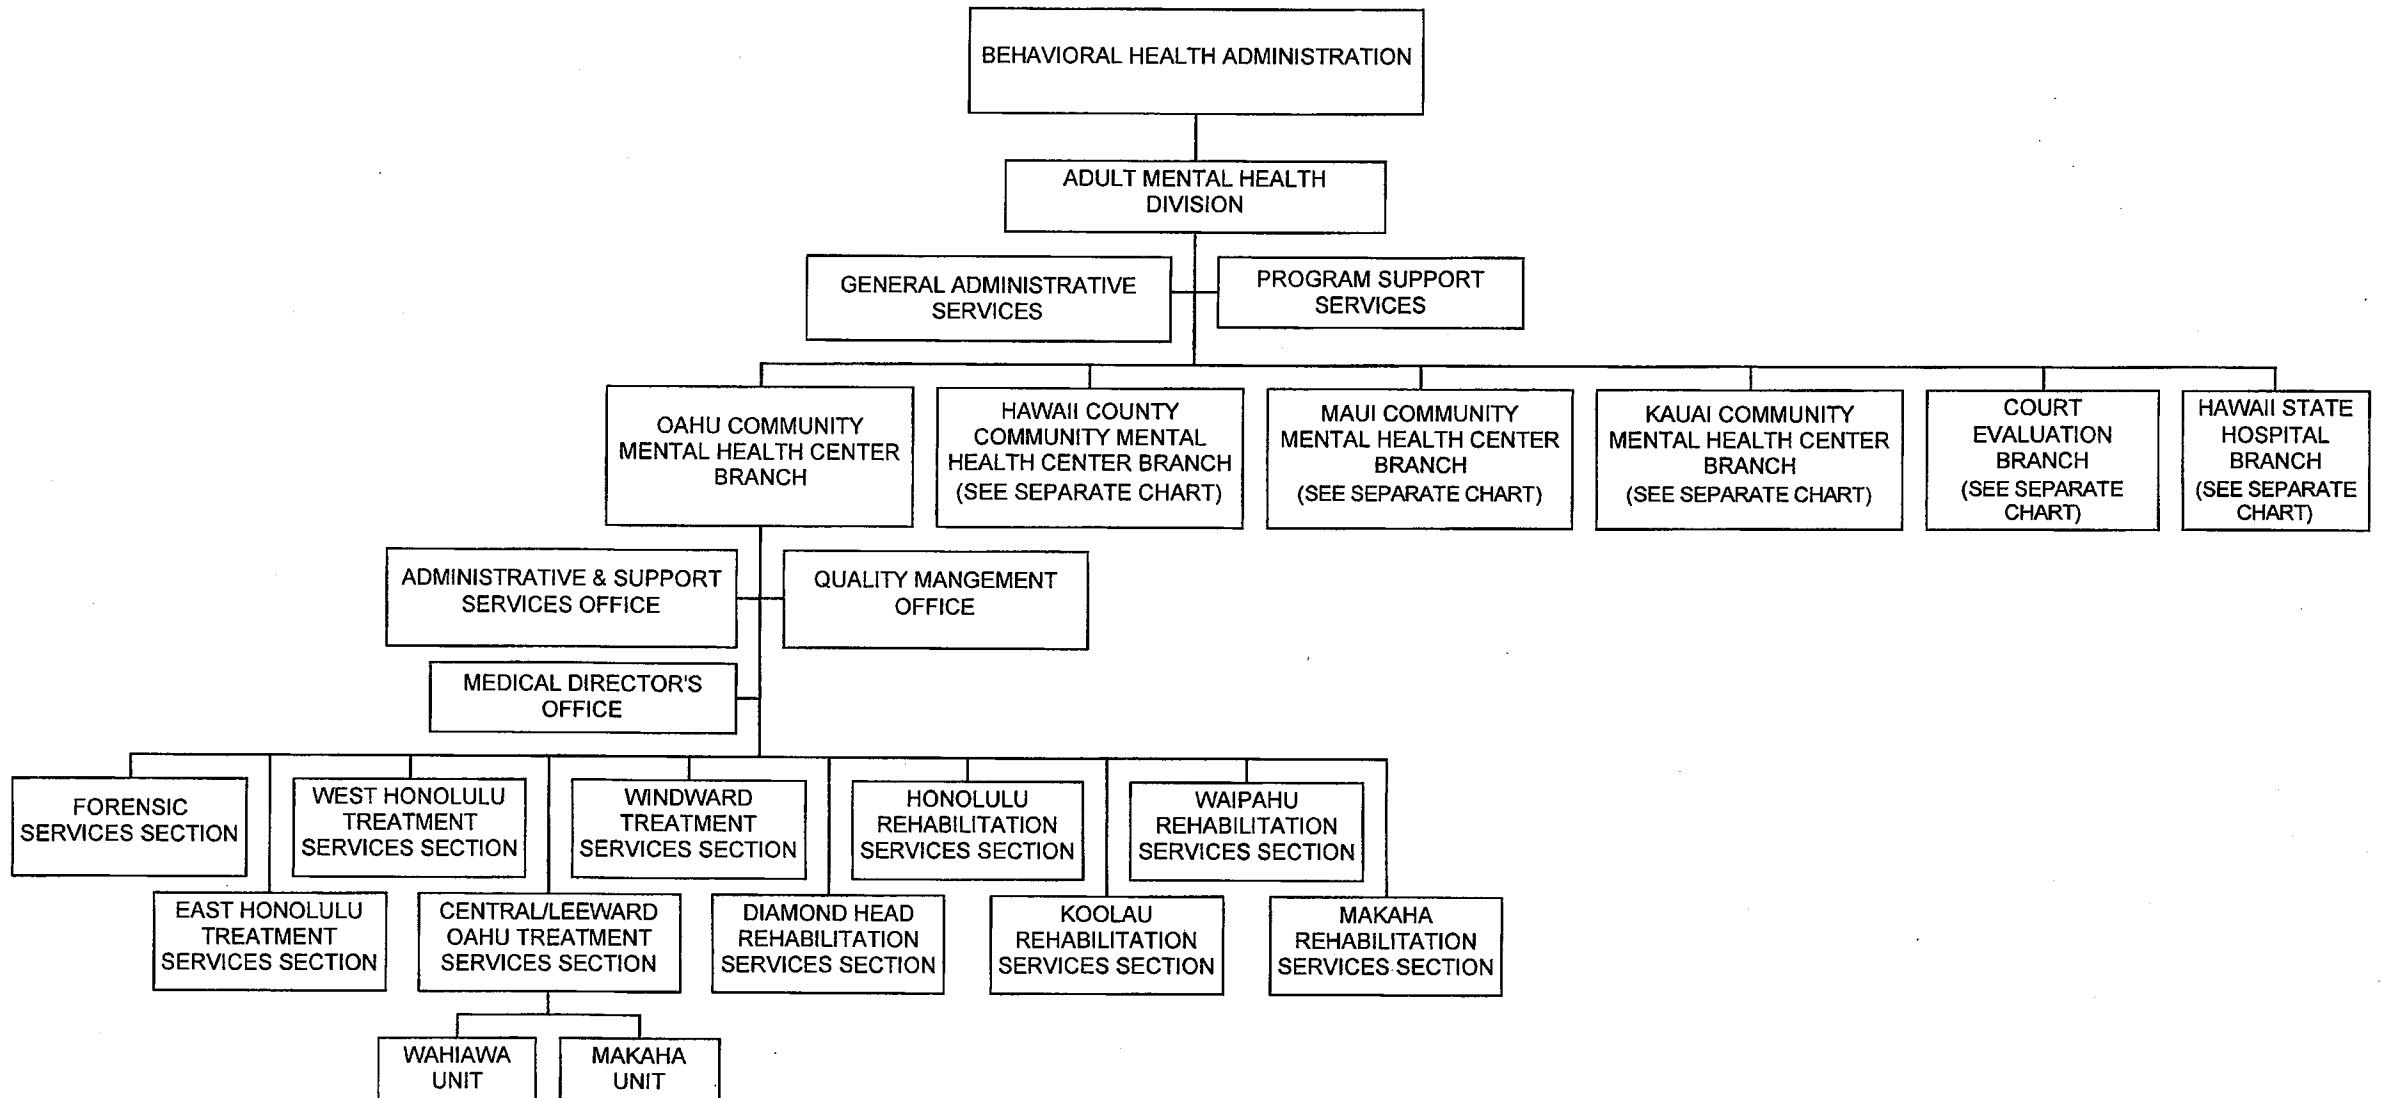 BEHAVIORAL HEALTH ADMINISTRATION
ADULT MENTAL HEALTH
DIVISION
GENERAL ADMINISTRATIVE
SERVICES
PROGRAM SUPPORT
SERVICES
OAHU COMMUNITY
MENTAL HEALTH CENTER
BRANCH
HAWAII COUNTY
COMMUNITY MENTAL
HEALTH CENTER BRANCH
(SEE SEPARATE CHART)
MAUI COMMUNITY
MENTAL HEALTH CENTER
BRANCH
(SEE SEPARATE CHART)
KAUAI COMMUNITY
MENTAL HEALTH CENTER
BRANCH
(SEE SEPARATE CHART)
COURT
EVALUATION
BRANCH
(SEE SEPARATE
CHART)
HAWAII STATE
HOSPITAL
BRANCH
(SEE SEPARATE
CHART)
ADMINISTRATIVE & SUPPORT
SERVICES OFFICE
QUALITY MANGEMENT
OFFICE
MEDICAL DIRECTOR'S
OFFICE
FORENSIC
SERVICES SECTION
WEST HONOLULU
TREATMENT
SERVICES SECTION
WINDWARD
TREATMENT
SERVICES SECTION
HONOLULU
REHABILITATION
SERVICES SECTION
WAIPAHU
REHABILITATION
SERVICES SECTION
EAST HONOLULU
TREATMENT
SERVICES SECTION
CENTRAL/LEEWARD
OAHU TREATMENT
SERVICES SECTION
DIAMOND HEAD
REHABILITATION
SERVICES SECTION
KOOLAU
REHABILITATION
SERVICES SECTION
MAKAHA
REHABILITATION
SERVICES SECTION
WAHIAWA
UNIT
MAKAHA
UNIT